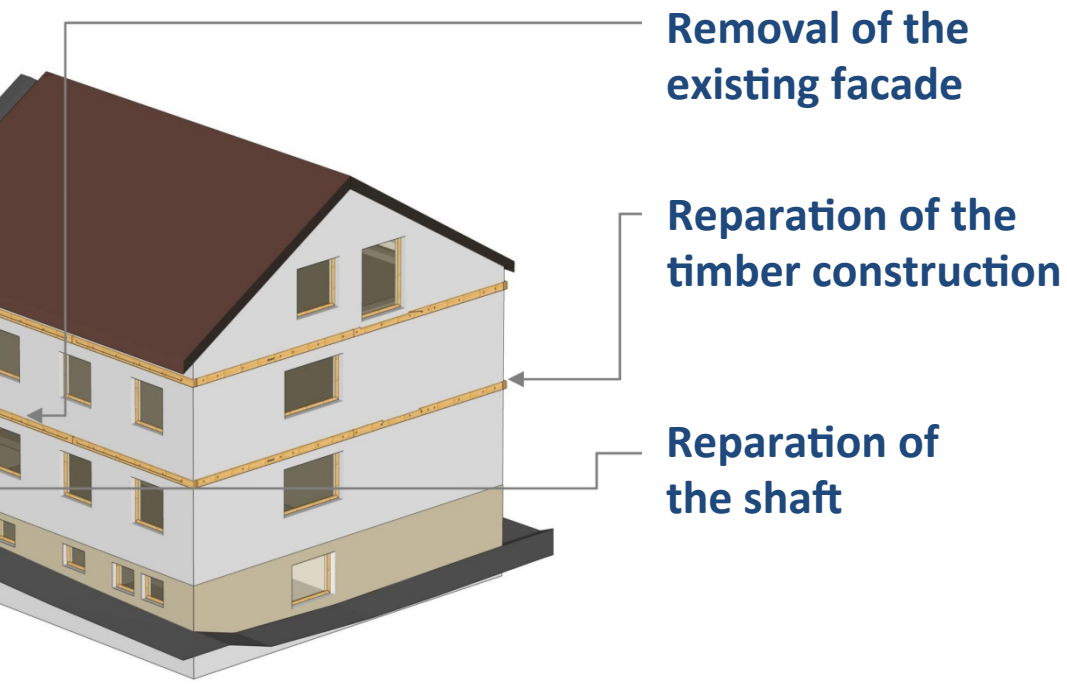 Removal of the
existing facade
Reparation of the
timber construction
Reparation of
the shaft